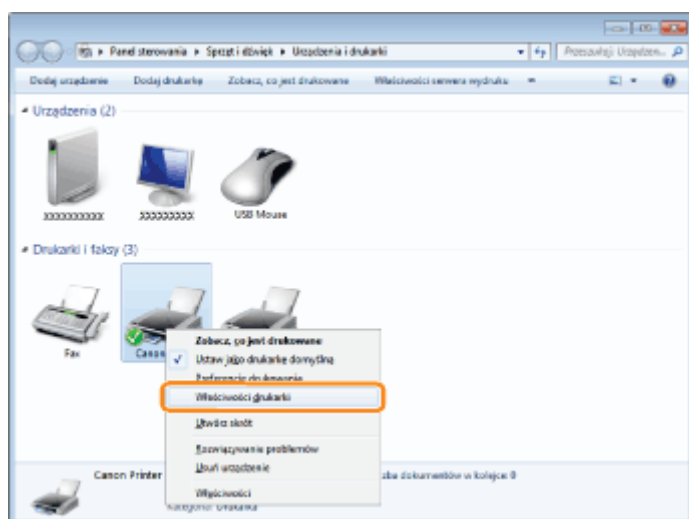 Panel sterowania ▸ Sprzęt i dźwięk ▸ Urządzenia i drukarki
Przeszukaj: Urządzen...
Dodaj urządzenie Dodaj drukarkę Zobacz, co jest drukowane Właściwości serwera wydruku »
Urządzenia (2)
XXXXXXXXXX XXXXXXXXX USB Mouse
Drukarki i faksy (3)
Fax Canon
Zobacz, co jest drukowane
Ustaw jako drukarkę domyślną
Preferencje drukowania
Właściwości drukarki
Utwórz skrót
Rozwiązywanie problemów
Usuń urządzenie
Właściwości
Canon Printer
dokumentów w kolejce: 0
Kategoria: Drukarka